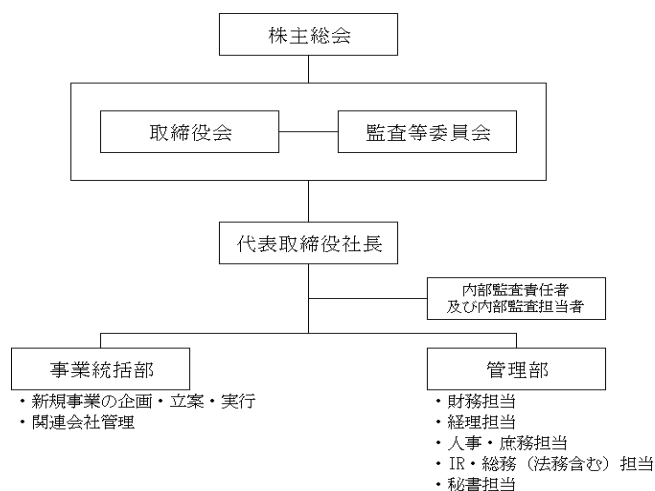 株主総会
取締役会
監査等委員会
代表取締役社長
内部監査責任者
及び内部監査担当者
事業統括部
・新規事業の企画・立案・実行
・関連会社管理
管理部
・財務担当
・経理担当
・人事・庶務担当
・IR・総務（法務含む）担当
・秘書担当